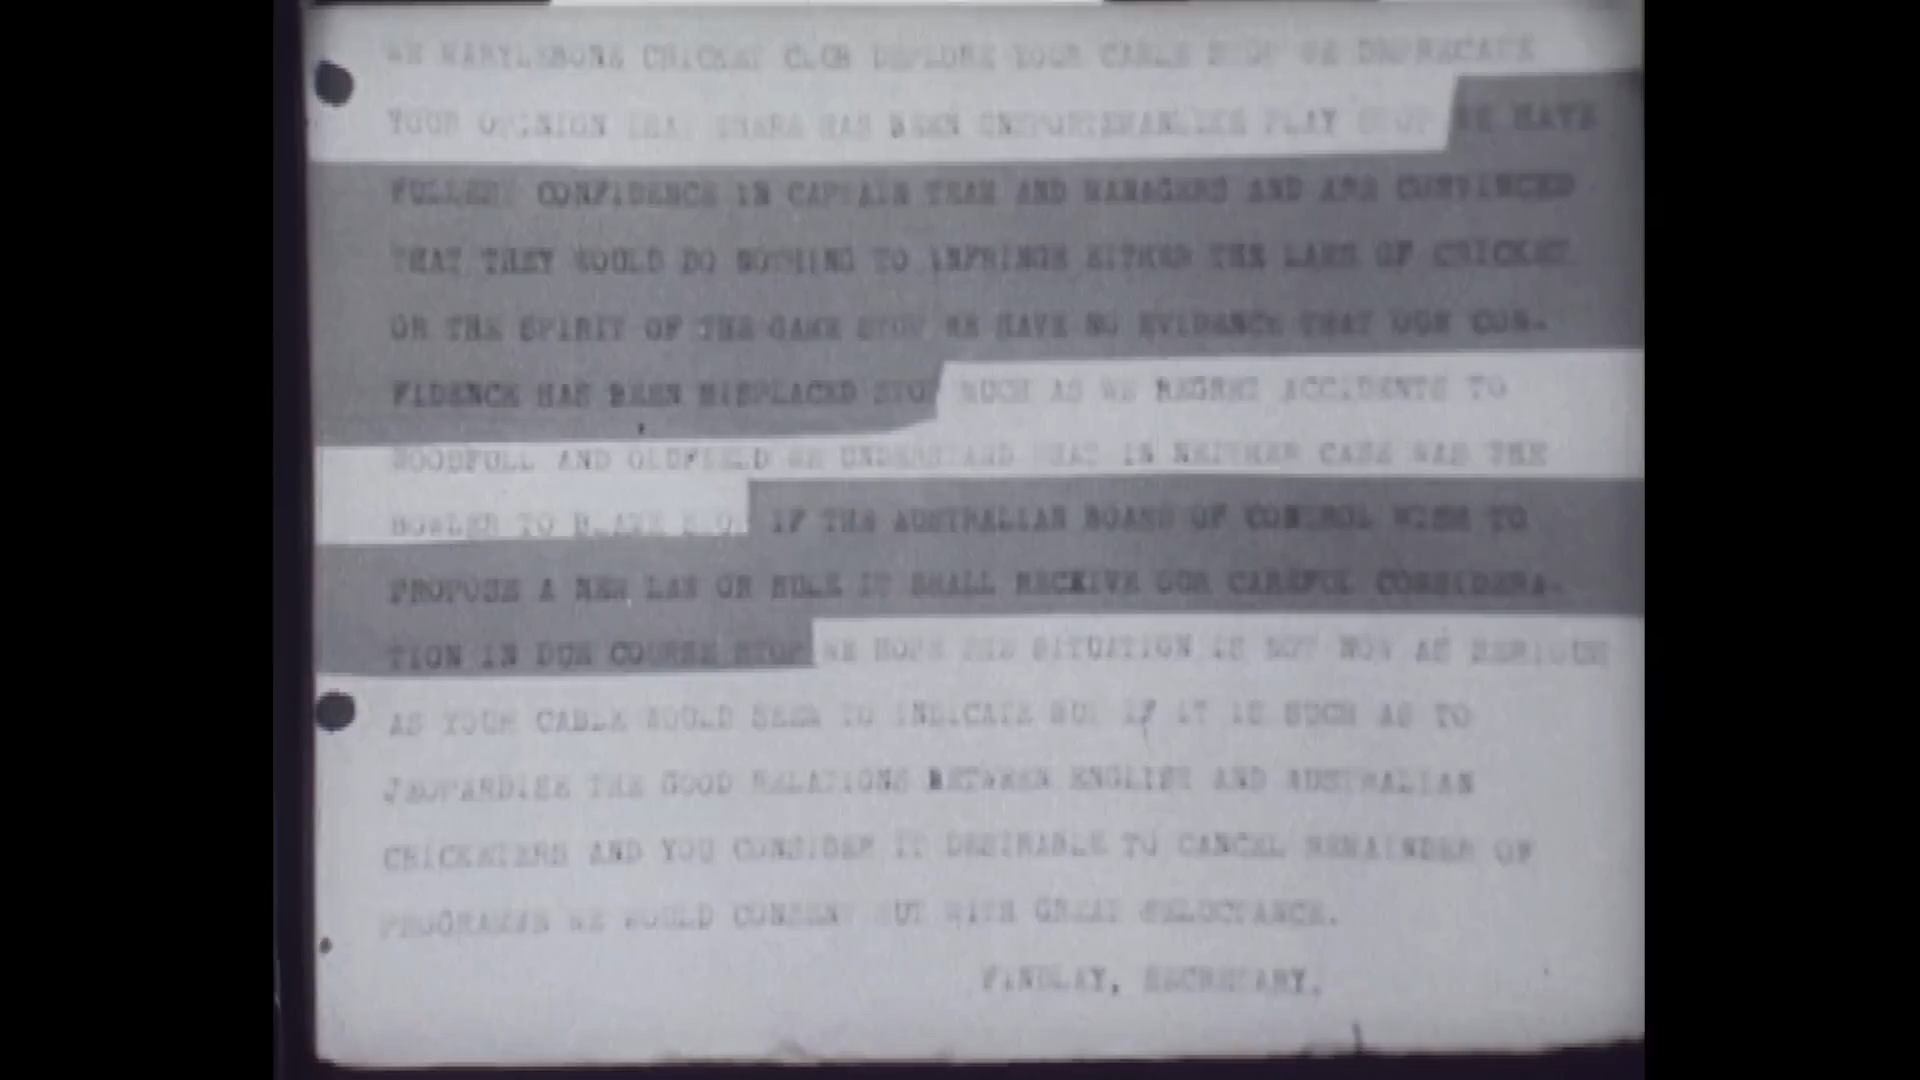 WE MARYLEBONE CRICKET CLUB DEPLORE YOUR CABLE STOP WE DEPRECATE
YOUR OPINION THAT THERE HAS BEEN UNSPORTSMANLIKE PLAY STOP WE HAVE
FULLEST CONFIDENCE IN CAPTAIN TEAM AND MANAGERS AND ARE CONVINCED
THAT THEY WOULD DO NOTHING TO INFRINGE EITHER THE LAWS OF CRICKET
OR THE SPIRIT OF THE GAME STOP WE HAVE NO EVIDENCE THAT OUR CON-
FIDENCE HAS BEEN MISPLACED STOP MUCH AS WE REGRET ACCIDENTS TO
WOODFULL AND OLDFIELD WE UNDERSTAND THAT IN NEITHER CASE WAS THE
BOWLER TO BLAME STOP IF THE AUSTRALIAN BOARD OF CONTROL WISH TO
PROPOSE A NEW LAW OR RULE IT SHALL RECEIVE OUR CAREFUL CONSIDERA-
TION IN DUE COURSE STOP WE HOPE THE SITUATION IS NOT NOW AS SERIOUS
AS YOUR CABLE WOULD SEEM TO INDICATE BUT IF IT IS SUCH AS TO
JEOPARDISE THE GOOD RELATIONS BETWEEN ENGLISH AND AUSTRALIAN
CRICKETERS AND YOU CONSIDER IT DESIRABLE TO CANCEL REMAINDER OF
PROGRAMME WE WOULD CONSENT BUT WITH GREAT RELUCTANCE.
FINDLAY, SECRETARY.